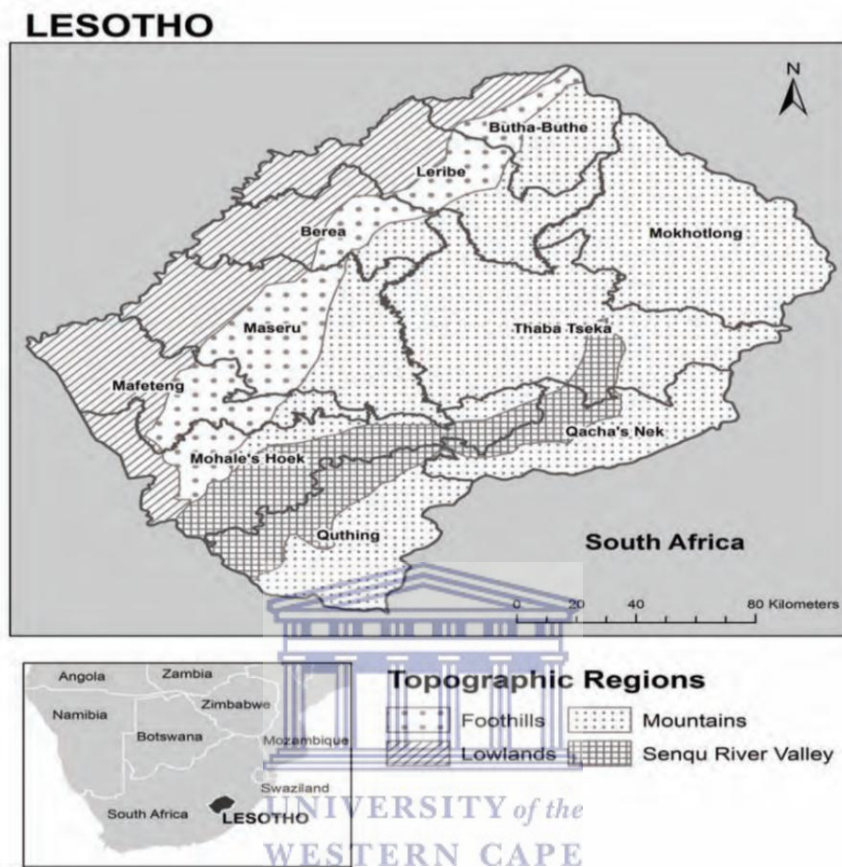 LESOTHO
N
Butha-Buthe
Leribe
Mokhotlong
Berea
Maseru
Thaba Tseka
Mafeteng
Qacha's Nek
Mohale's Hoek
Quthing
South Africa
0 20 40 80 Kilometers
Angola
Zambia
Zimbabwe
Namibia
Botswana
Mozambique
Swaziland
South Africa
LESOTHO
Topographic Regions
Foothills
Mountains
Lowlands
Senqu River Valley
UNIVERSITY of the
WESTERN CAPE